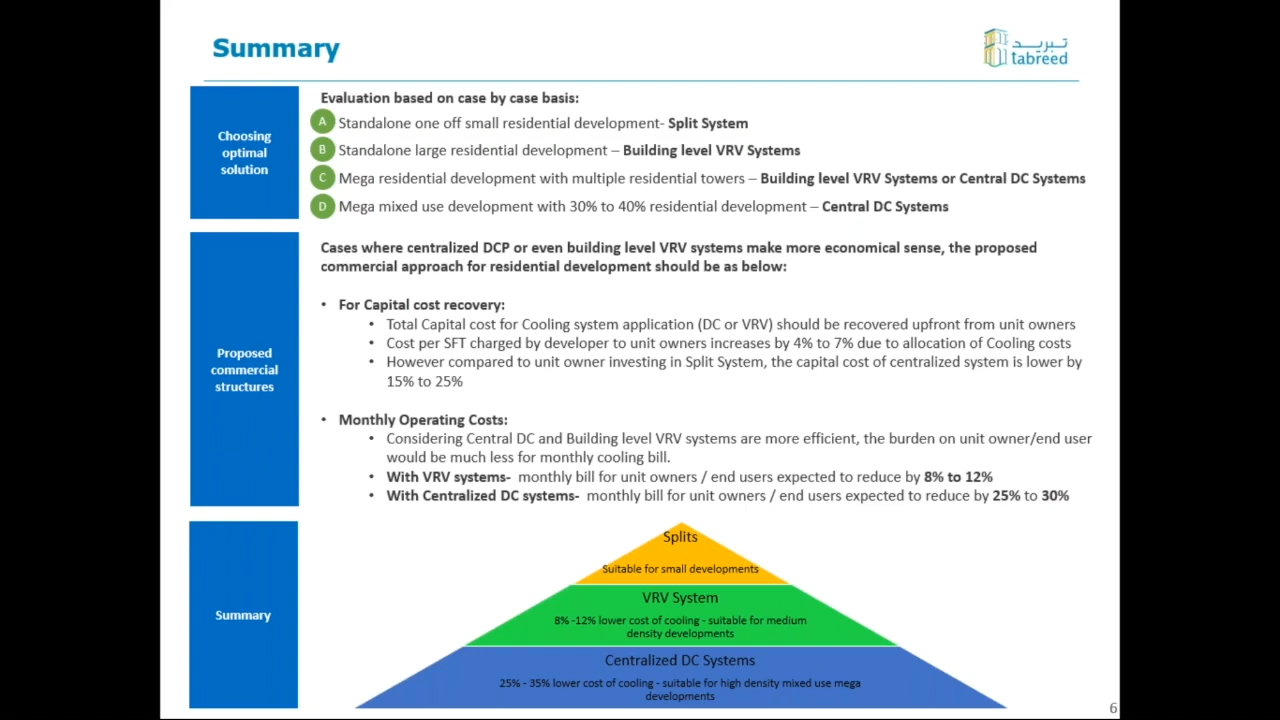 Summary
تبريد
tabreed
Choosing
optimal
solution
Evaluation based on case by case basis:
A Standalone one off small residential development- Split System
B Standalone large residential development – Building level VRV Systems
C Mega residential development with multiple residential towers – Building level VRV Systems or Central DC Systems
D Mega mixed use development with 30% to 40% residential development – Central DC Systems
Proposed
commercial
structures
Cases where centralized DCP or even building level VRV systems make more economical sense, the proposed
commercial approach for residential development should be as below:
• For Capital cost recovery:
• Total Capital cost for Cooling system application (DC or VRV) should be recovered upfront from unit owners
• Cost per SFT charged by developer to unit owners increases by 4% to 7% due to allocation of Cooling costs
• However compared to unit owner investing in Split System, the capital cost of centralized system is lower by
15% to 25%
• Monthly Operating Costs:
• Considering Central DC and Building level VRV systems are more efficient, the burden on unit owner/end user
would be much less for monthly cooling bill.
• With VRV systems- monthly bill for unit owners / end users expected to reduce by 8% to 12%
• With Centralized DC systems- monthly bill for unit owners / end users expected to reduce by 25% to 30%
Summary
Splits
Suitable for small developments
VRV System
8% -12% lower cost of cooling - suitable for medium
density developments
Centralized DC Systems
25% - 35% lower cost of cooling - suitable for high density mixed use mega
developments
6